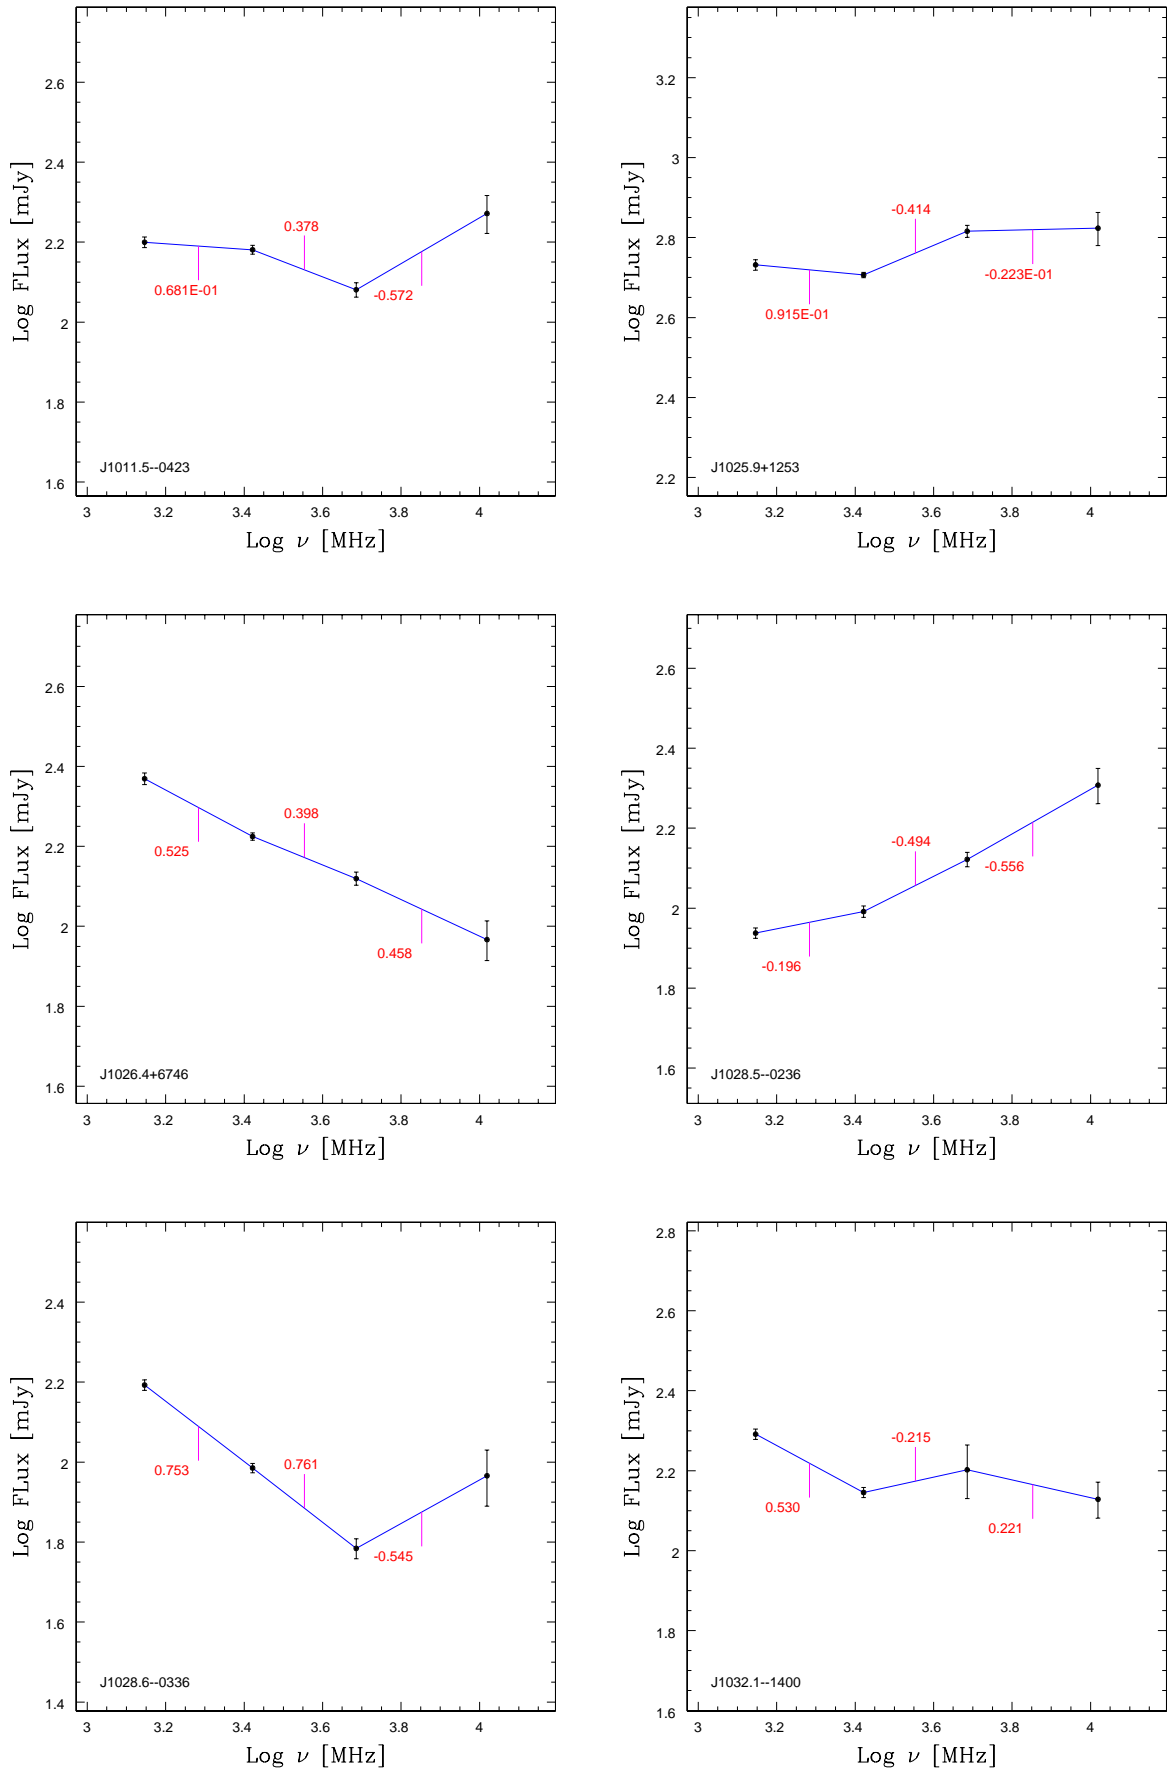 Log FLux [mJy]
2.6
2.4
2.2
2
1.8
1.6
0.378
0.681E-01
-0.572
J1011.5--0423
3 3.2 3.4 3.6 3.8 4
Log ν [MHz]
Log FLux [mJy]
3.2
3
2.8
2.6
2.4
2.2
-0.414
-0.223E-01
0.915E-01
J1025.9+1253
3 3.2 3.4 3.6 3.8 4
Log ν [MHz]
Log FLux [mJy]
2.6
2.4
2.2
2
1.8
1.6
0.398
0.525
0.458
J1026.4+6746
3 3.2 3.4 3.6 3.8 4
Log ν [MHz]
Log FLux [mJy]
2.6
2.4
2.2
2
1.8
1.6
-0.494
-0.556
-0.196
J1028.5--0236
3 3.2 3.4 3.6 3.8 4
Log ν [MHz]
Log FLux [mJy]
2.4
2.2
2
1.8
1.6
1.4
0.753
0.761
-0.545
J1028.6--0336
3 3.2 3.4 3.6 3.8 4
Log ν [MHz]
Log FLux [mJy]
2.8
2.6
2.4
2.2
2
1.8
1.6
-0.215
0.530
0.221
J1032.1--1400
3 3.2 3.4 3.6 3.8 4
Log ν [MHz]